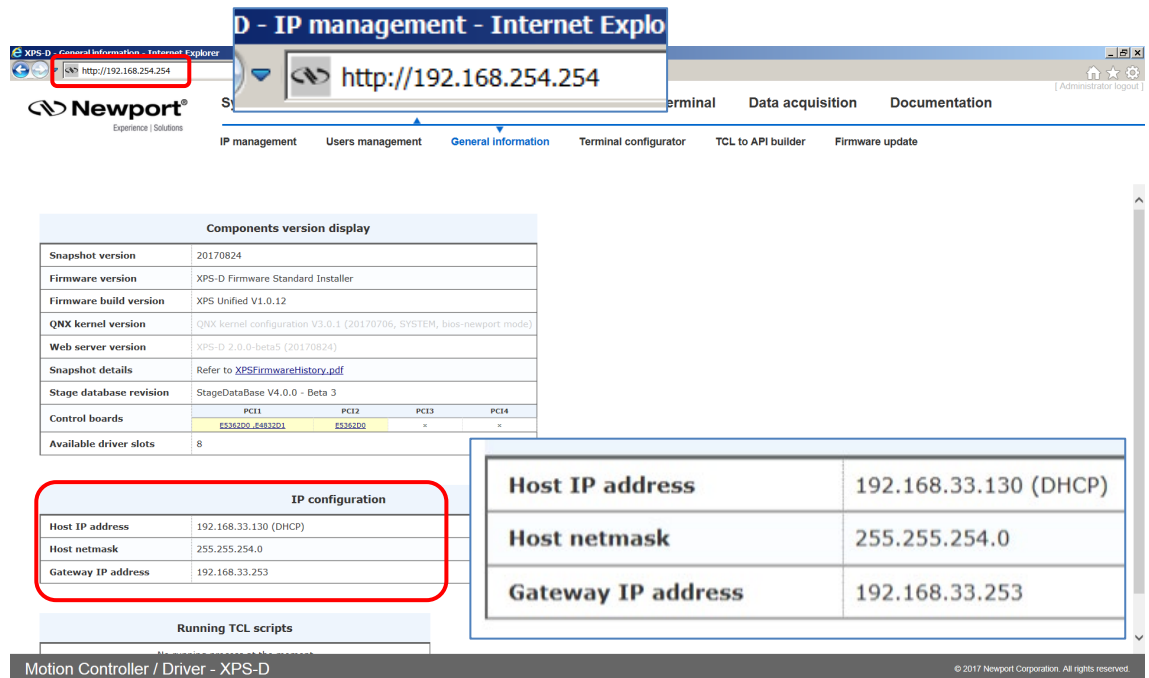 D - IP management - Internet Explo
http://192.168.254.254
XPS-D - General information - Internet Explorer
http://192.168.254.254
[ Administrator logout ]
Newport®
Experience | Solutions
Data acquisition Documentation
IP management Users management General information Terminal configurator TCL to API builder Firmware update
Components version display
Snapshot version 20170824
Firmware version XPS-D Firmware Standard Installer
Firmware build version XPS Unified V1.0.12
QNX kernel version QNX kernel configuration V3.0.1 (20170706, SYSTEM, bios-newport mode)
Web server version XPS-D 2.0.0-beta5 (20170824)
Snapshot details Refer to XPSFirmwareHistory.pdf
Stage database revision StageDataBase V4.0.0 - Beta 3
Control boards PCI1 PCI2 PCI3 PCI4
E5362D0 ,E4832D1 E5362D0 × ×
Available driver slots 8
IP configuration
Host IP address 192.168.33.130 (DHCP)
Host netmask 255.255.254.0
Gateway IP address 192.168.33.253
Host IP address 192.168.33.130 (DHCP)
Host netmask 255.255.254.0
Gateway IP address 192.168.33.253
Running TCL scripts
Motion Controller / Driver - XPS-D
© 2017 Newport Corporation. All rights reserved.